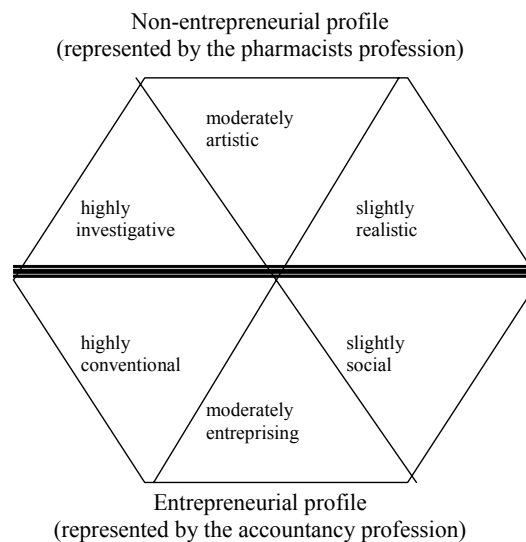 Non-entrepreneurial profile
(represented by the pharmacists profession)
moderately
artistic
highly
investigative
slightly
realistic
highly
conventional
slightly
social
moderately
entreprising
Entrepreneurial profile
(represented by the accountancy profession)